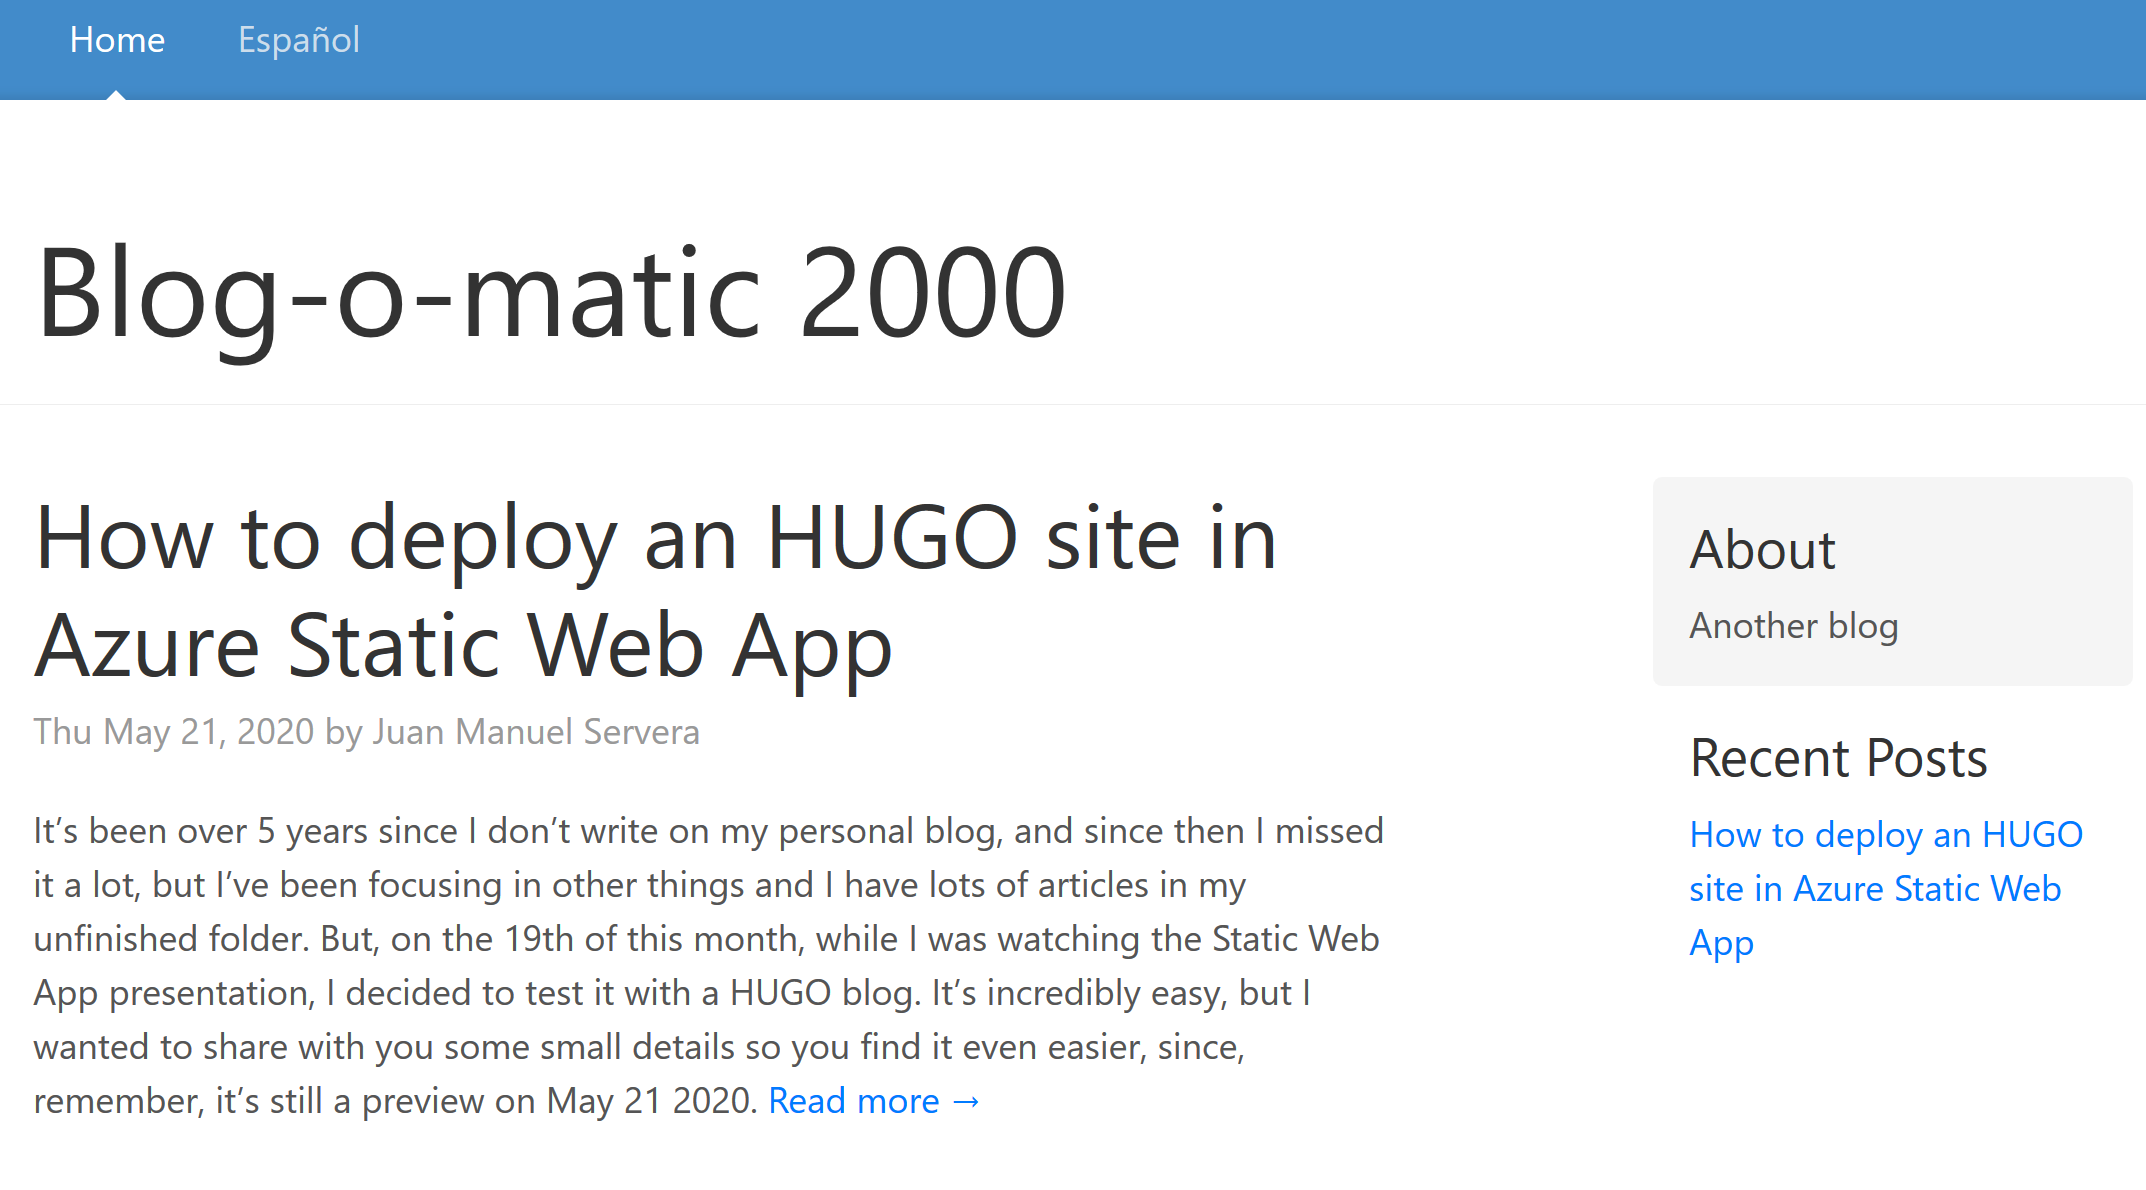 Home Español
Blog-o-matic 2000
How to deploy an HUGO site in
Azure Static Web App
Thu May 21, 2020 by Juan Manuel Servera
It’s been over 5 years since I don’t write on my personal blog, and since then I missed
it a lot, but I’ve been focusing in other things and I have lots of articles in my
unfinished folder. But, on the 19th of this month, while I was watching the Static Web
App presentation, I decided to test it with a HUGO blog. It’s incredibly easy, but I
wanted to share with you some small details so you find it even easier, since,
remember, it’s still a preview on May 21 2020. Read more →
About
Another blog
Recent Posts
How to deploy an HUGO
site in Azure Static Web
App